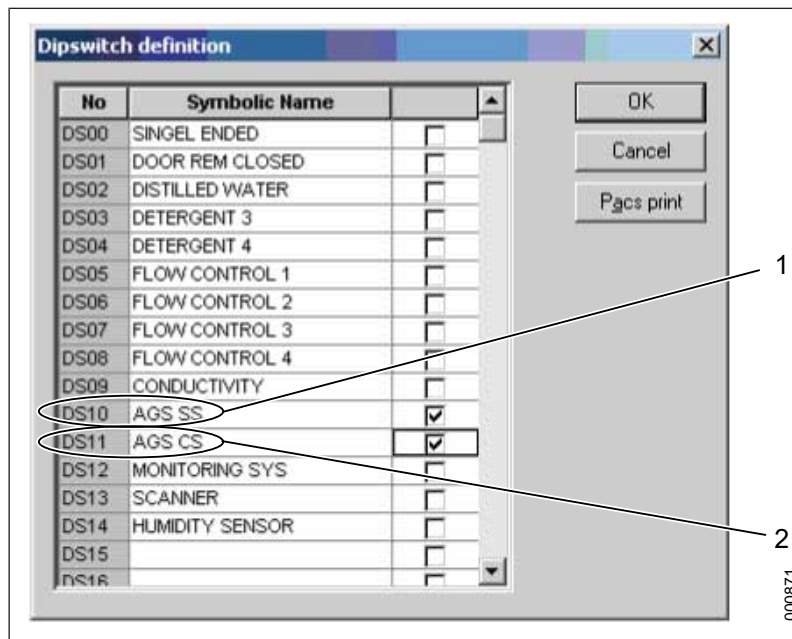 Dipswitch definition
No Symbolic Name
DS00 SINGEL ENDED
DS01 DOOR REM CLOSED
DS02 DISTILLED WATER
DS03 DETERGENT 3
DS04 DETERGENT 4
DS05 FLOW CONTROL 1
DS06 FLOW CONTROL 2
DS07 FLOW CONTROL 3
DS08 FLOW CONTROL 4
DS09 CONDUCTIVITY
DS10 AGS SS
DS11 AGS CS
DS12 MONITORING SYS
DS13 SCANNER
DS14 HUMIDITY SENSOR
DS15
DS16
OK
Cancel
Pacs print
1
2
000871